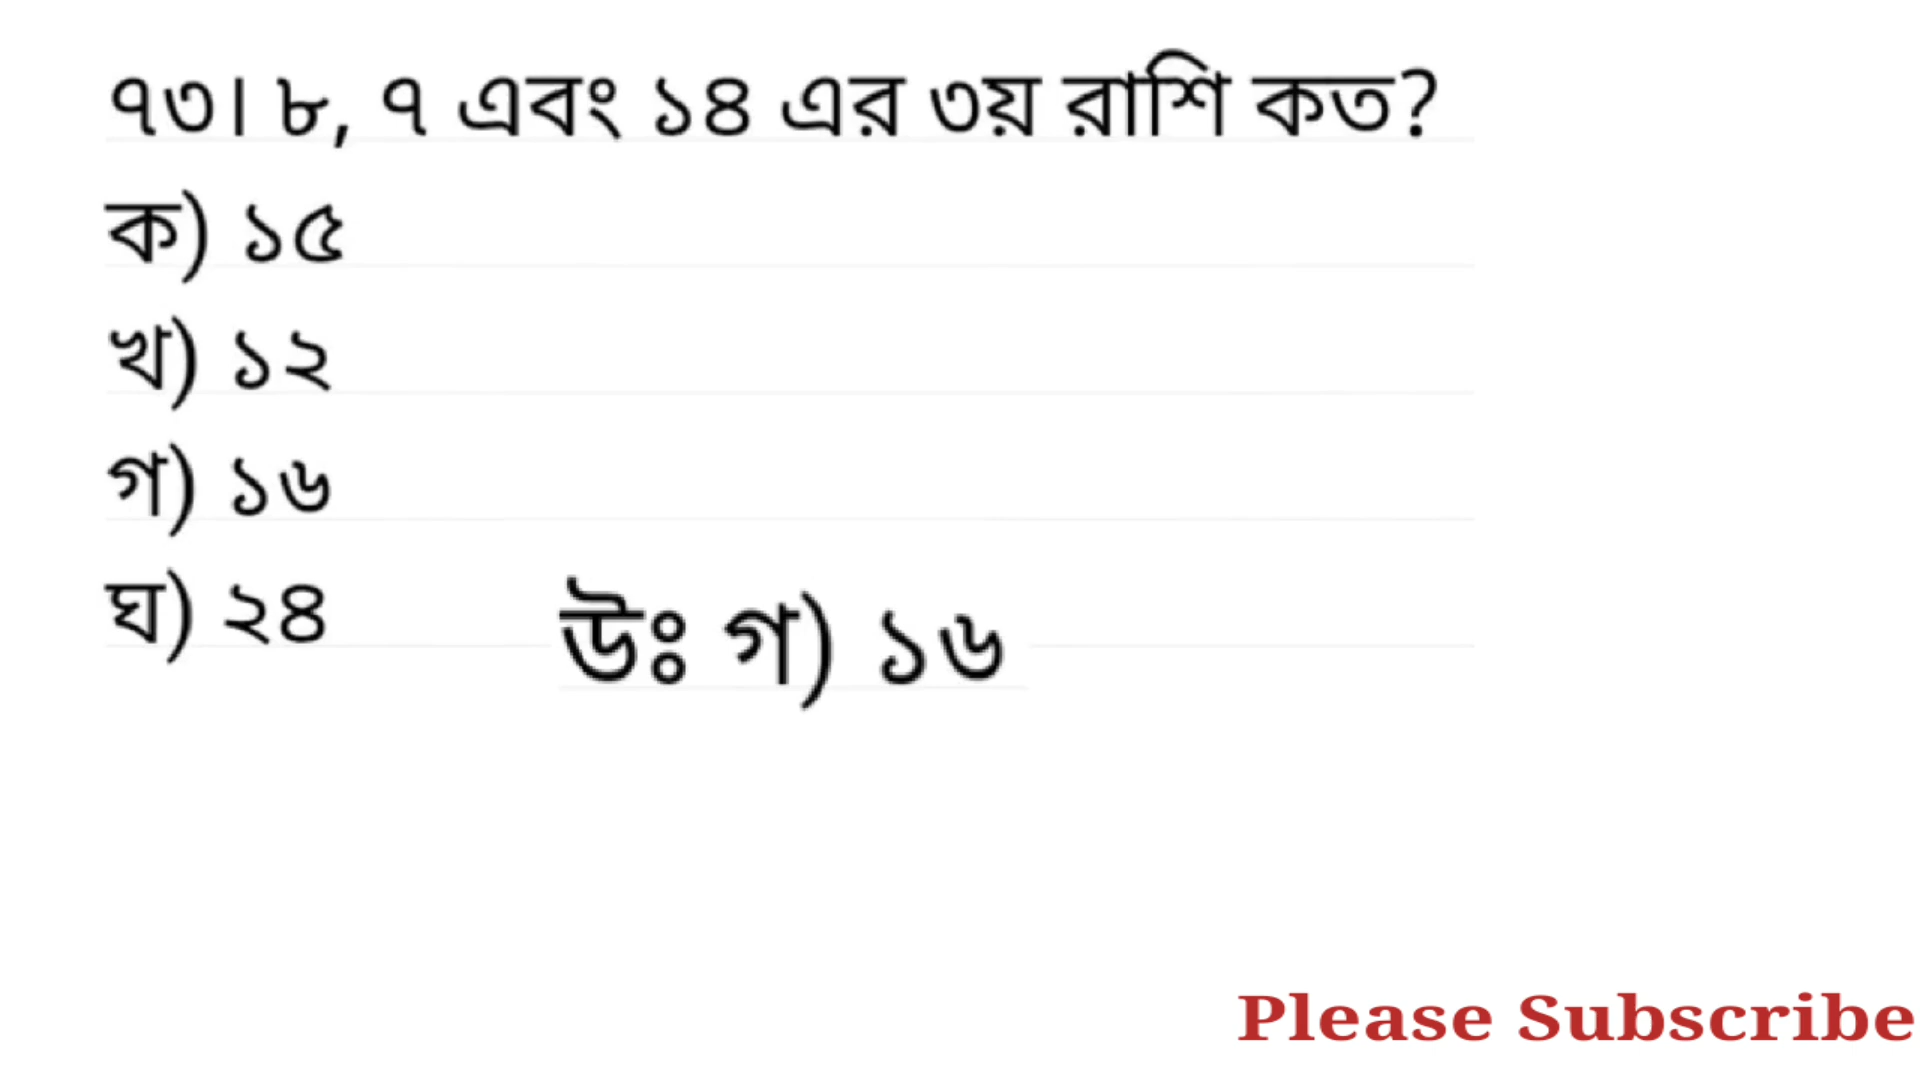 ৭৩। ৮, ৭ এবং ১৪ এর ৩য় রাশি কত?
ক) ১৫
খ) ১২
গ) ১৬
ঘ) ২৪
উঃ গ) ১৬
Please Subscribe